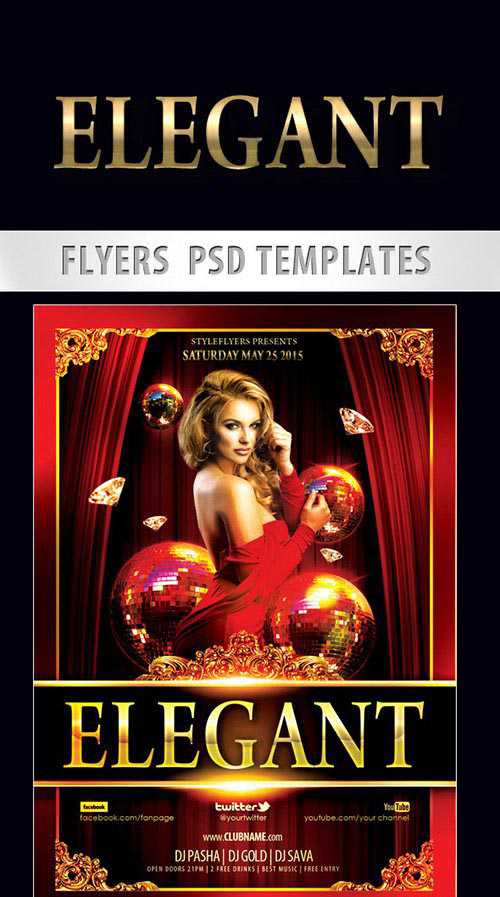 ELEGANT
FLYERS PSD TEMPLATES
STYLEFLYERS PRESENTS
SATURDAY MAY 25 2015
ELEGANT
facebook twitter YouTube
facebook.com/fanpage @yourtwitter youtube.com/your channel
www.CLUBNAME.com
DJ PASHA | DJ GOLD | DJ SAVA
OPEN DOORS 21PM | 2 FREE DRINKS | BEST MUSIC | FREE ENTRY